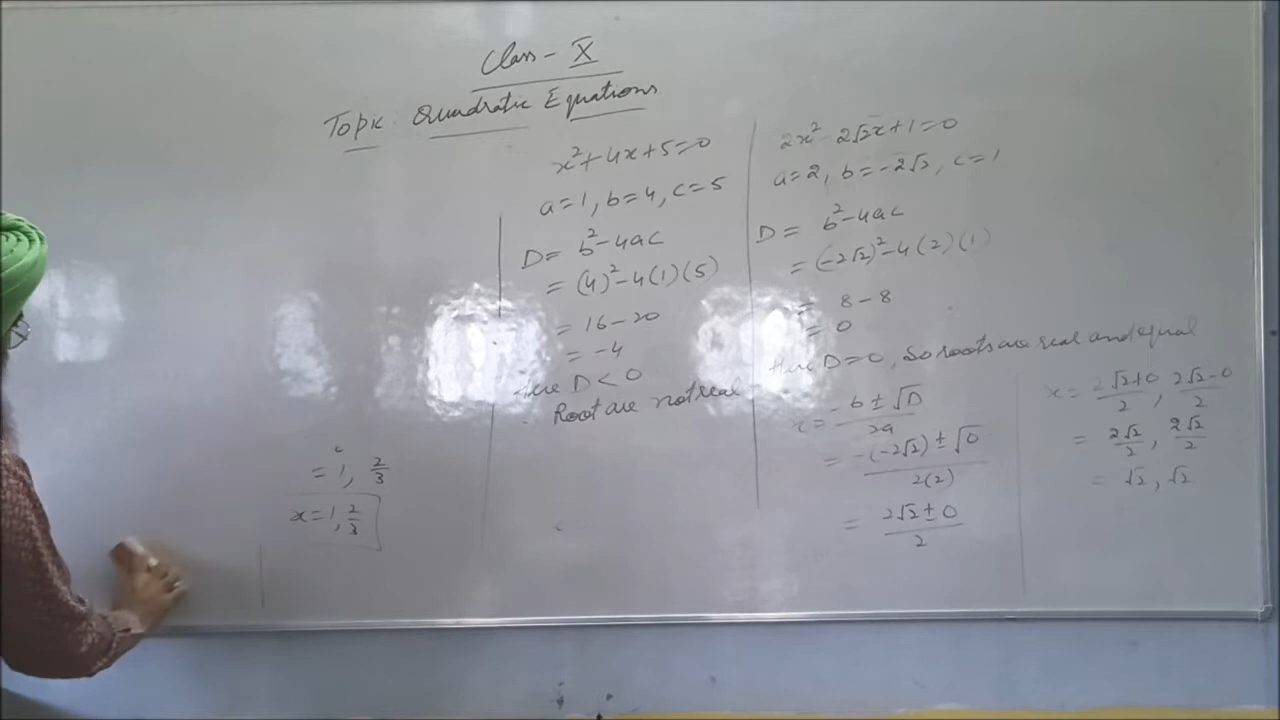 Class - X
Topic Quadratic Equations
x²+4x+5=0
a=1, b=4, c=5
D= b²-4ac
= (4)²-4(1)(5)
= 16-20
= -4
D<0
Root are not real
2x²-2√2x+1=0
a=2, b=-2√2, c=1
D= b²-4ac
= (-2√2)²-4(2)(1)
= 8-8
= 0
Here D=0, So roots are real and equal
x= -b±√D/2a
= -(-2√2)±√0/2(2)
= 2√2±0/2
x= 2√2+0/2, 2√2-0/2
= 2√2/2, 2√2/2
= √2, √2
= 1, 2/3
x=1, 2/3